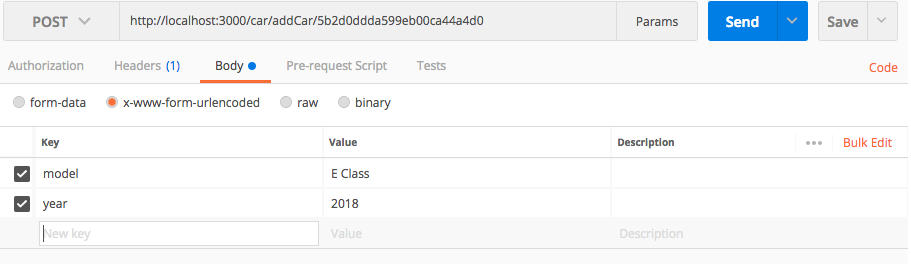 POST http://localhost:3000/car/addCar/5b2d0ddda599eb00ca44a4d0 Params Send Save
Authorization Headers (1) Body Pre-request Script Tests Code
form-data x-www-form-urlencoded raw binary
Key Value Description Bulk Edit
model E Class
year 2018
New key Value Description